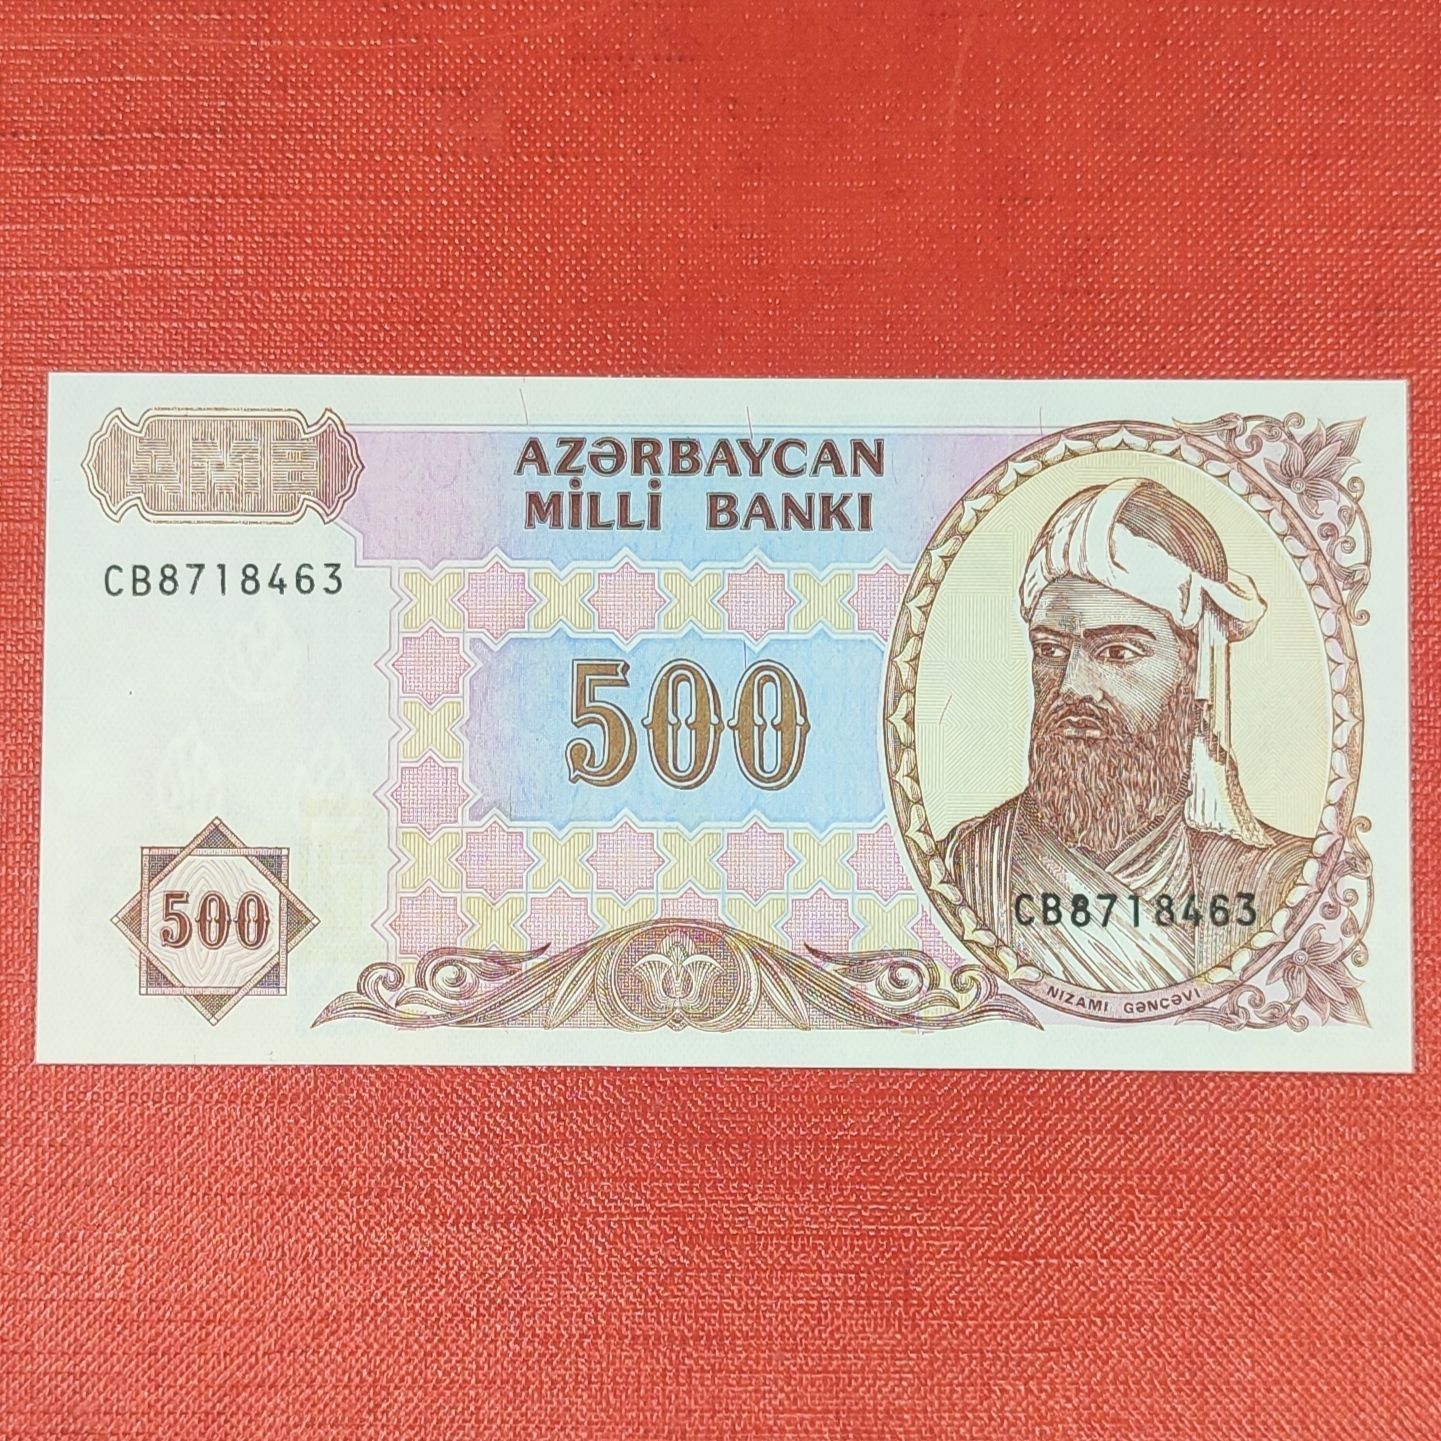 AZƏRBAYCAN
MİLLİ BANKI
CB8718463
500
500
CB8718463
NIZAMI GƏNCƏVI